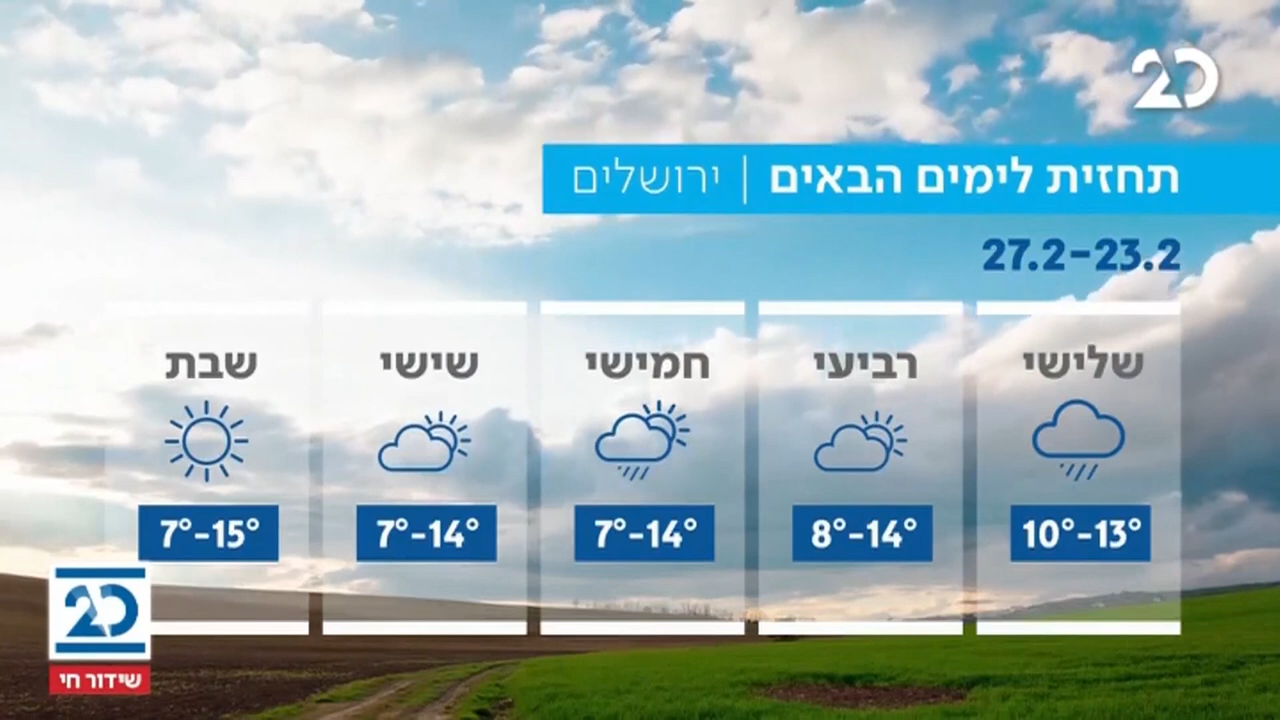 20
תחזית לימים הבאים | ירושלים
27.2-23.2
שלישי
10°-13°
רביעי
8°-14°
חמישי
7°-14°
שישי
7°-14°
שבת
7°-15°
20
שידור חי